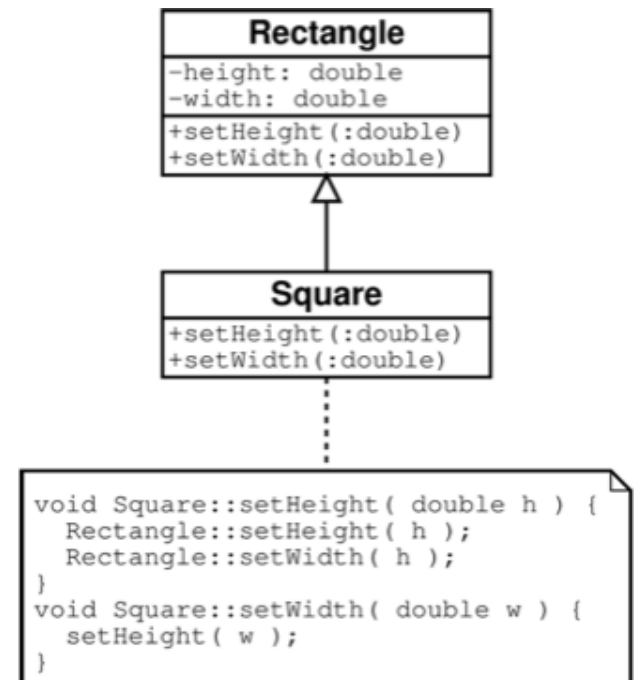 Rectangle
-height: double
-width: double
+setHeight(:double)
+setWidth(:double)
Square
+setHeight(:double)
+setWidth(:double)
void Square::setHeight( double h ) {
  Rectangle::setHeight( h );
  Rectangle::setWidth( h );
}
void Square::setWidth( double w ) {
  setHeight( w );
}